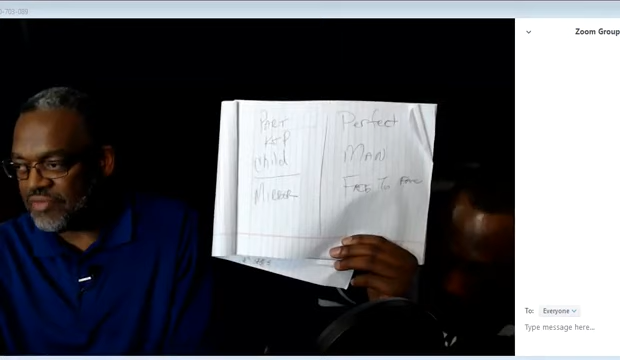 Zoom Group
PART
Child
MIRROR
Perfect
MAN
FACE TO FACE
To: Everyone
Type message here...